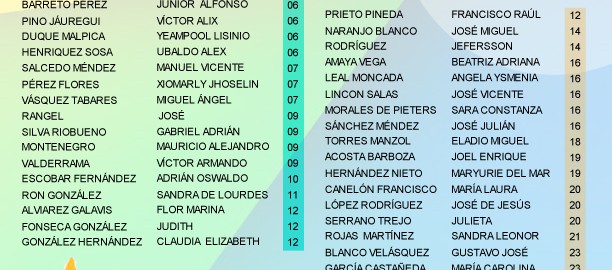 BARRETO PÉREZ JUNIOR ALFONSO 06
PINO JÁUREGUI VÍCTOR ALIX 06
DUQUE MALPICA YEAMPOOL LISINIO 06
HENRIQUEZ SOSA UBALDO ALEX 06
SALCEDO MÉNDEZ MANUEL VICENTE 07
PÉREZ FLORES XIOMARLY JHOSELIN 07
VÁSQUEZ TABARES MIGUEL ÁNGEL 07
RANGEL JOSÉ 09
SILVA RIOBUENO GABRIEL ADRIÁN 09
MONTENEGRO MAURICIO ALEJANDRO 09
VALDERRAMA VÍCTOR ARMANDO 09
ESCOBAR FERNÁNDEZ ADRIÁN OSWALDO 10
RON GONZÁLEZ SANDRA DE LOURDES 11
ALVIAREZ GALAVIS FLOR MARINA 12
FONSECA GONZÁLEZ JUDITH 12
GONZÁLEZ HERNÁNDEZ CLAUDIA ELIZABETH 12
PRIETO PINEDA FRANCISCO RAÚL 12
NARANJO BLANCO JOSÉ MIGUEL 14
RODRÍGUEZ JEFERSSON 14
AMAYA VEGA BEATRIZ ADRIANA 16
LEAL MONCADA ANGELA YSMENIA 16
LINCON SALAS JOSÉ VICENTE 16
MORALES DE PIETERS SARA CONSTANZA 16
SÁNCHEZ MÉNDEZ JOSÉ JULIÁN 16
TORRES MANZOL ELADIO MIGUEL 18
ACOSTA BARBOZA JOEL ENRIQUE 19
HERNÁNDEZ NIETO MARYURIE DEL MAR 19
CANELÓN FRANCISCO MARÍA LAURA 20
LÓPEZ RODRÍGUEZ JOSÉ DE JESÚS 20
SERRANO TREJO JULIETA 20
ROJAS MARTÍNEZ SANDRA LEONOR 21
BLANCO VELÁSQUEZ GUSTAVO JOSÉ 23
GARCÍA CASTAÑEDA MARÍA CAROLINA 23